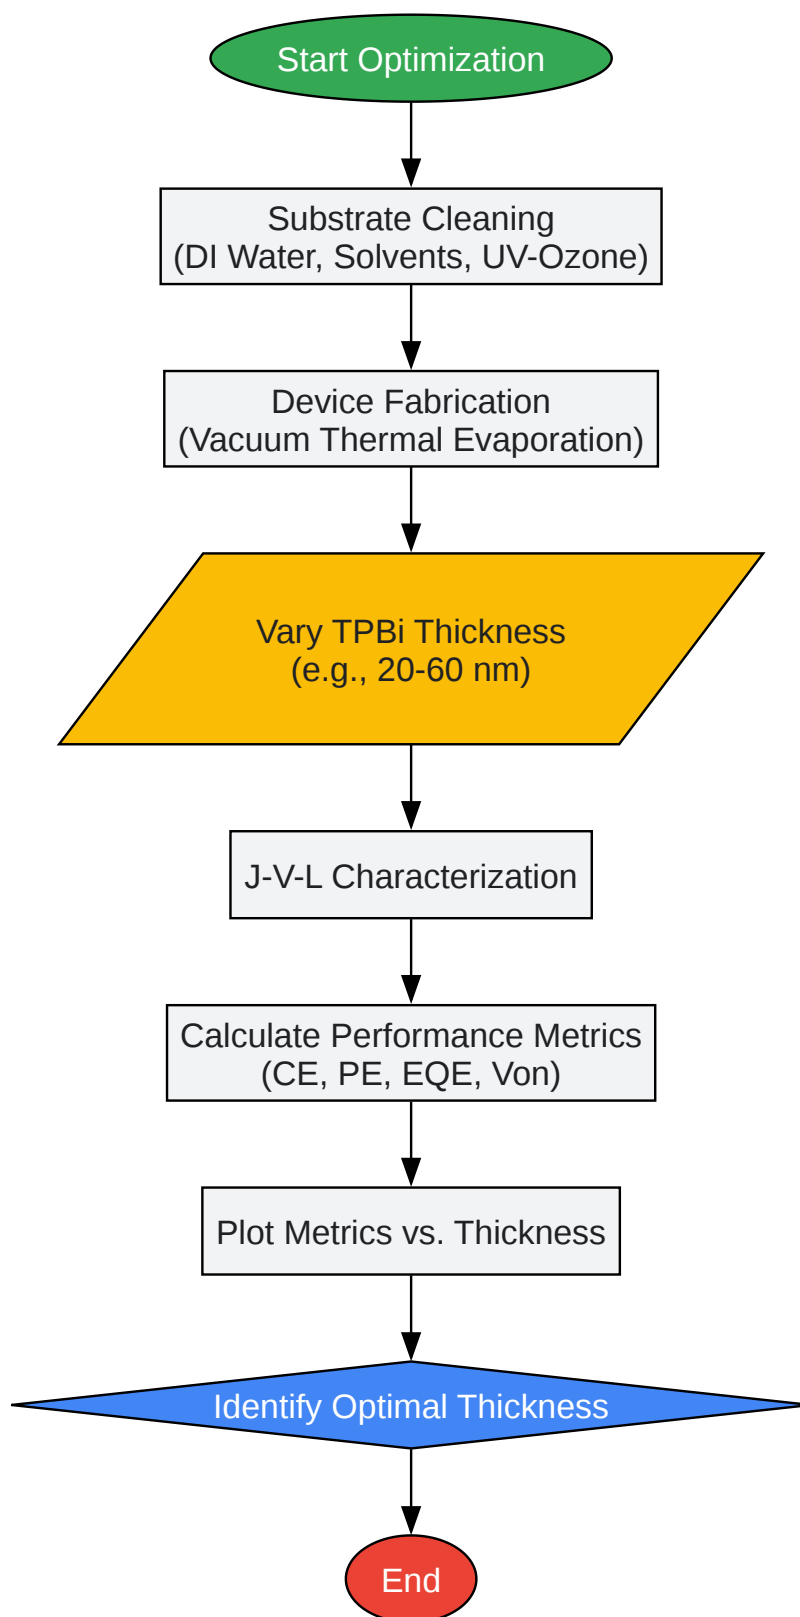 Start Optimization
Substrate Cleaning
(DI Water, Solvents, UV-Ozone)
Device Fabrication
(Vacuum Thermal Evaporation)
Vary TPBi Thickness
(e.g., 20-60 nm)
J-V-L Characterization
Calculate Performance Metrics
(CE, PE, EQE, Von)
Plot Metrics vs. Thickness
Identify Optimal Thickness
End